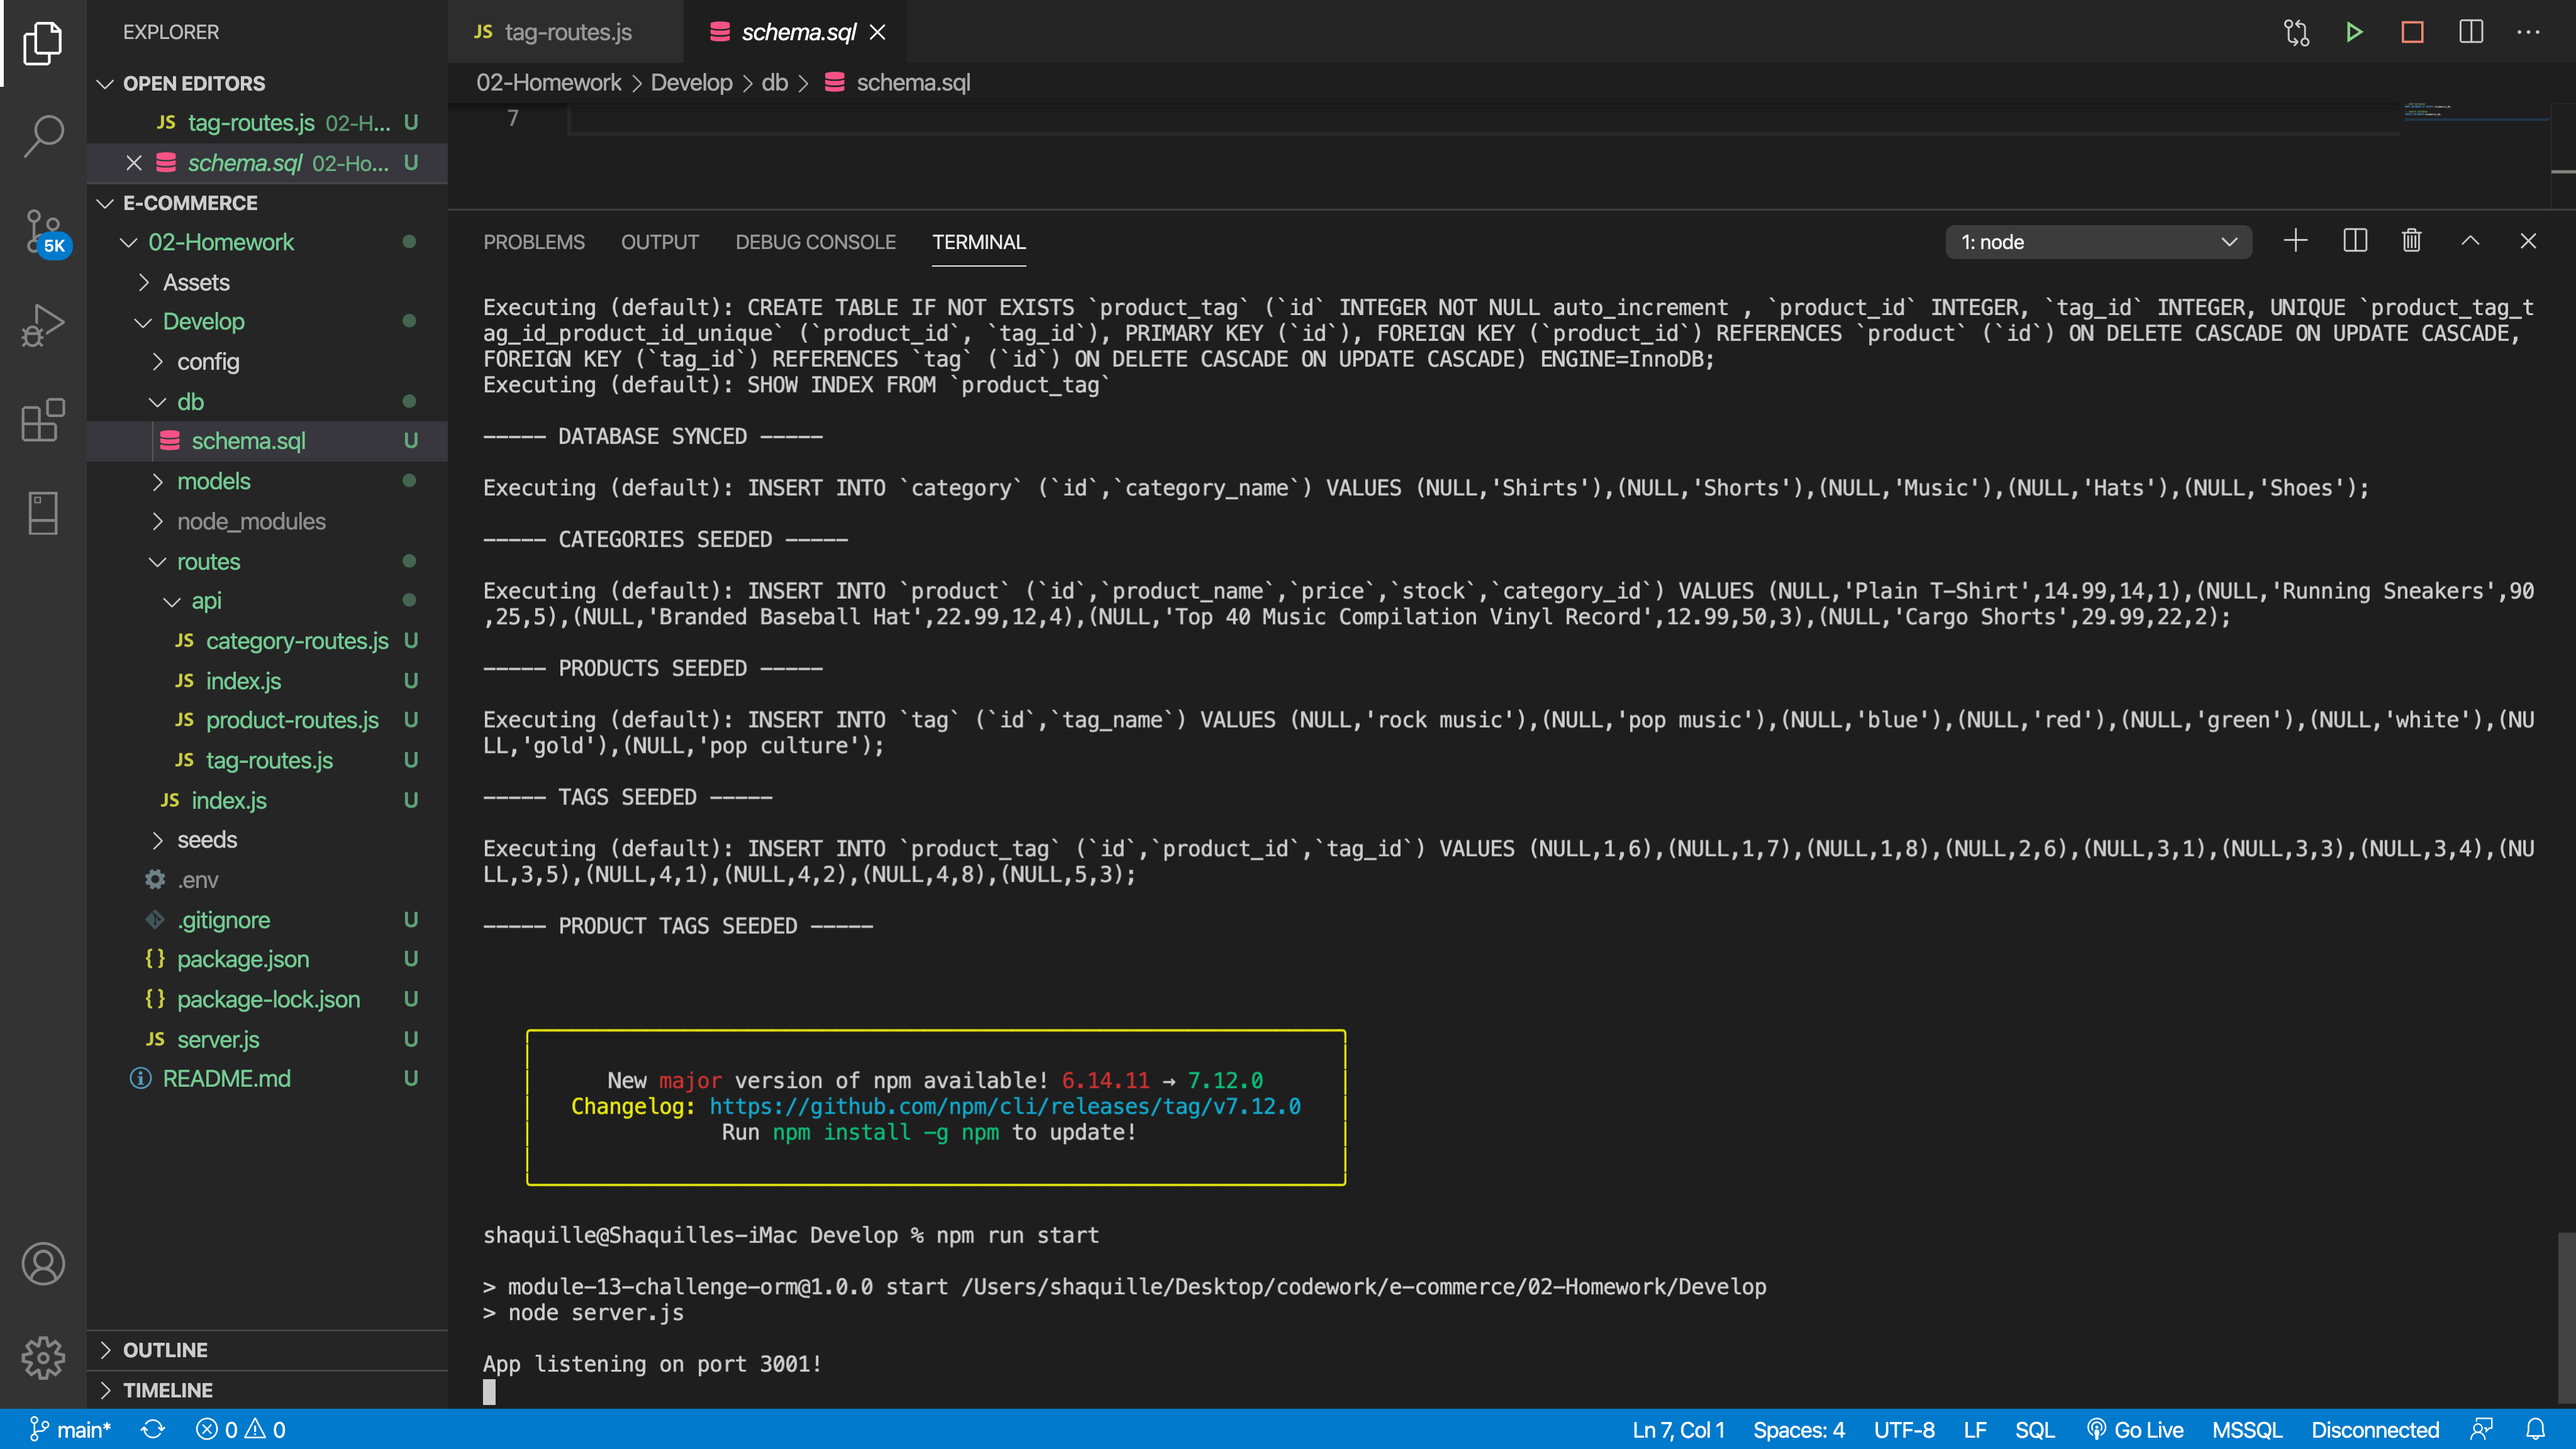 EXPLORER
OPEN EDITORS
JS tag-routes.js 02-H... U
schema.sql 02-Ho... U
E-COMMERCE
02-Homework
Assets
Develop
config
db
schema.sql U
models
node_modules
routes
api
JS category-routes.js U
JS index.js U
JS product-routes.js U
JS tag-routes.js U
JS index.js U
seeds
.env
.gitignore U
{} package.json U
{} package-lock.json U
JS server.js U
README.md U
OUTLINE
TIMELINE
5K
JS tag-routes.js
schema.sql
02-Homework > Develop > db > schema.sql
7
PROBLEMS OUTPUT DEBUG CONSOLE TERMINAL
1: node
Executing (default): CREATE TABLE IF NOT EXISTS `product_tag` (`id` INTEGER NOT NULL auto_increment , `product_id` INTEGER, `tag_id` INTEGER, UNIQUE `product_tag_t
ag_id_product_id_unique` (`product_id`, `tag_id`), PRIMARY KEY (`id`), FOREIGN KEY (`product_id`) REFERENCES `product` (`id`) ON DELETE CASCADE ON UPDATE CASCADE,
FOREIGN KEY (`tag_id`) REFERENCES `tag` (`id`) ON DELETE CASCADE ON UPDATE CASCADE) ENGINE=InnoDB;
Executing (default): SHOW INDEX FROM `product_tag`
----- DATABASE SYNCED -----
Executing (default): INSERT INTO `category` (`id`,`category_name`) VALUES (NULL,'Shirts'),(NULL,'Shorts'),(NULL,'Music'),(NULL,'Hats'),(NULL,'Shoes');
----- CATEGORIES SEEDED -----
Executing (default): INSERT INTO `product` (`id`,`product_name`,`price`,`stock`,`category_id`) VALUES (NULL,'Plain T-Shirt',14.99,14,1),(NULL,'Running Sneakers',90
,25,5),(NULL,'Branded Baseball Hat',22.99,12,4),(NULL,'Top 40 Music Compilation Vinyl Record',12.99,50,3),(NULL,'Cargo Shorts',29.99,22,2);
----- PRODUCTS SEEDED -----
Executing (default): INSERT INTO `tag` (`id`,`tag_name`) VALUES (NULL,'rock music'),(NULL,'pop music'),(NULL,'blue'),(NULL,'red'),(NULL,'green'),(NULL,'white'),(NU
LL,'gold'),(NULL,'pop culture');
----- TAGS SEEDED -----
Executing (default): INSERT INTO `product_tag` (`id`,`product_id`,`tag_id`) VALUES (NULL,1,6),(NULL,1,7),(NULL,1,8),(NULL,2,6),(NULL,3,1),(NULL,3,3),(NULL,3,4),(NU
LL,3,5),(NULL,4,1),(NULL,4,2),(NULL,4,8),(NULL,5,3);
----- PRODUCT TAGS SEEDED -----
New major version of npm available! 6.14.11 → 7.12.0
Changelog: https://github.com/npm/cli/releases/tag/v7.12.0
Run npm install -g npm to update!
shaquille@Shaquilles-iMac Develop % npm run start
> module-13-challenge-orm@1.0.0 start /Users/shaquille/Desktop/codework/e-commerce/02-Homework/Develop
> node server.js
App listening on port 3001!
main* 0 0 Ln 7, Col 1 Spaces: 4 UTF-8 LF SQL Go Live MSSQL Disconnected